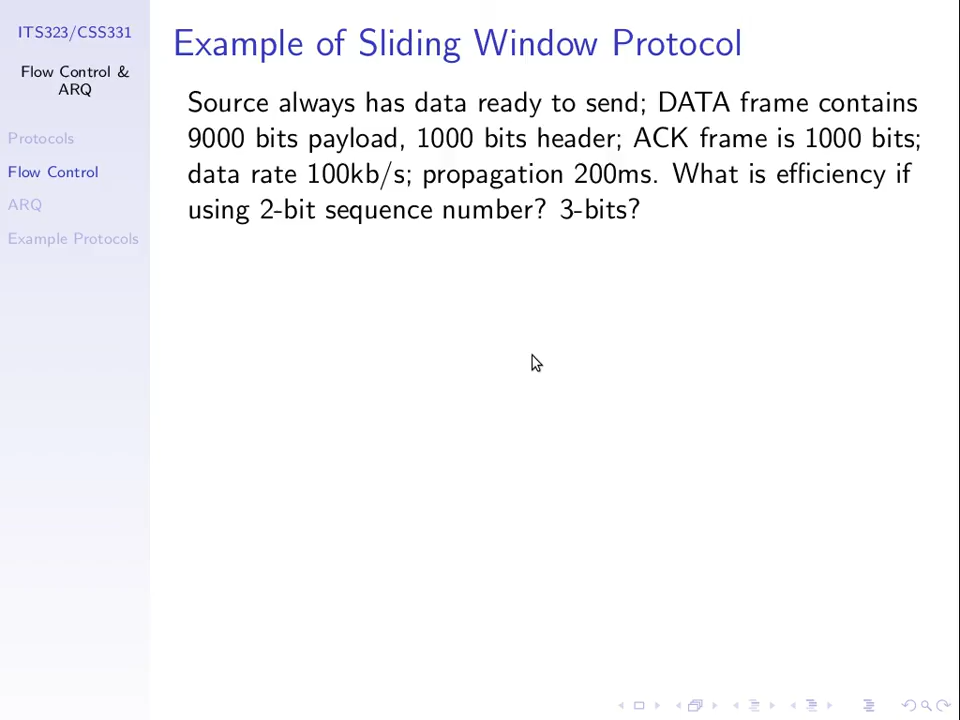 ITS323/CSS331
Flow Control &
ARQ
Protocols
Flow Control
ARQ
Example Protocols
Example of Sliding Window Protocol
Source always has data ready to send; DATA frame contains
9000 bits payload, 1000 bits header; ACK frame is 1000 bits;
data rate 100kb/s; propagation 200ms. What is efficiency if
using 2-bit sequence number? 3-bits?